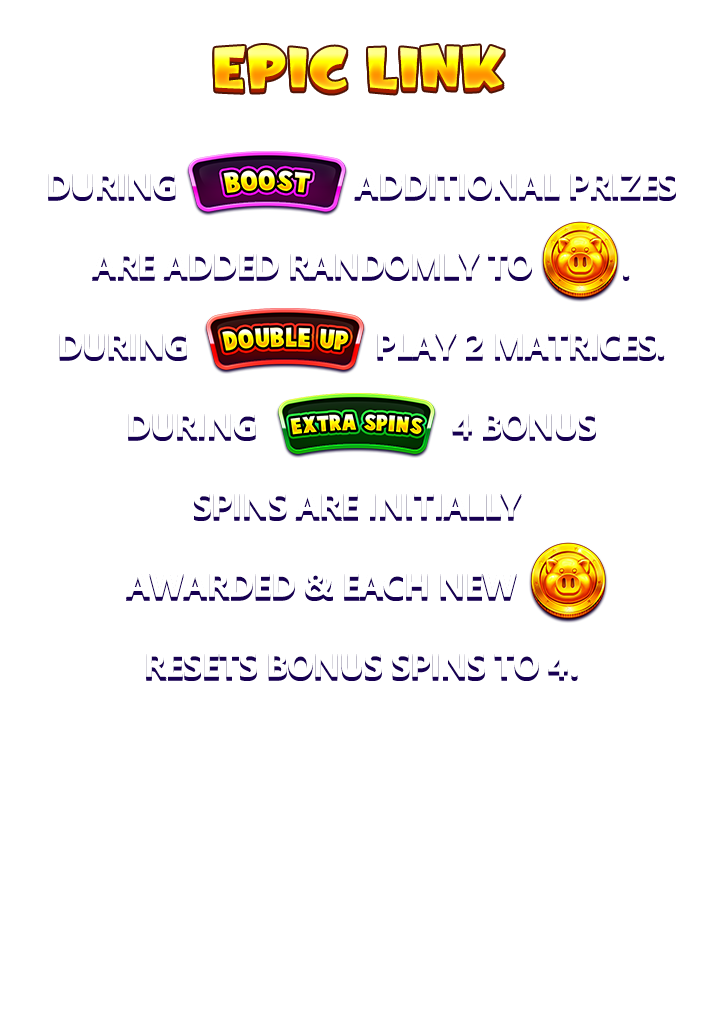 EPIC LINK
DURING BOOST ADDITIONAL PRIZES
ARE ADDED RANDOMLY TO .
DURING DOUBLE UP PLAY 2 MATRICES.
DURING EXTRA SPINS 4 BONUS
SPINS ARE INITIALLY
AWARDED & EACH NEW
RESETS BONUS SPINS TO 4.